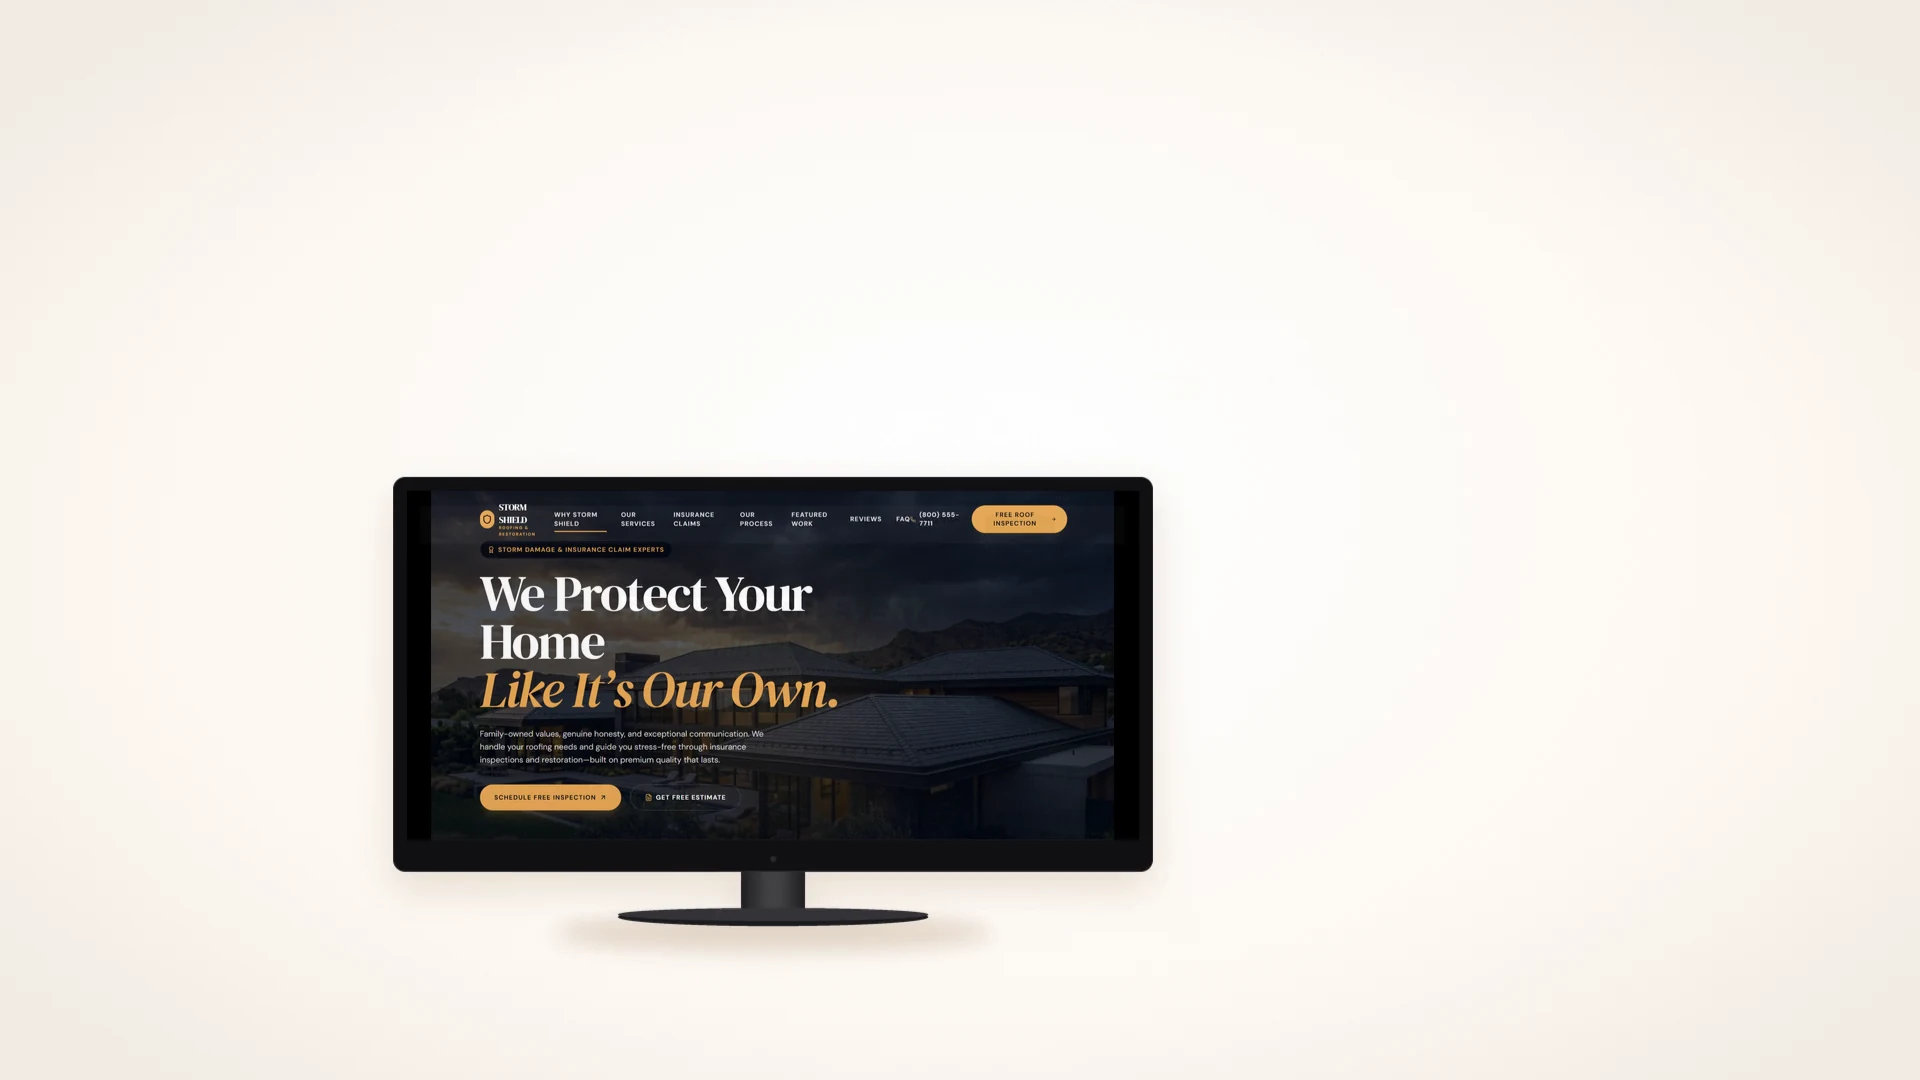 STORM
SHIELD
ROOFING &
RESTORATION
WHY STORM
SHIELD
OUR
SERVICES
INSURANCE
CLAIMS
OUR
PROCESS
FEATURED
WORK
REVIEWS
FAQ
(800) 555-
7711
FREE ROOF
INSPECTION
STORM DAMAGE & INSURANCE CLAIM EXPERTS
We Protect Your
Home
Like It’s Our Own.
Family-owned values, genuine honesty, and exceptional communication. We
handle your roofing needs and guide you stress-free through insurance
inspections and restoration—built on premium quality that lasts.
SCHEDULE FREE INSPECTION
GET FREE ESTIMATE